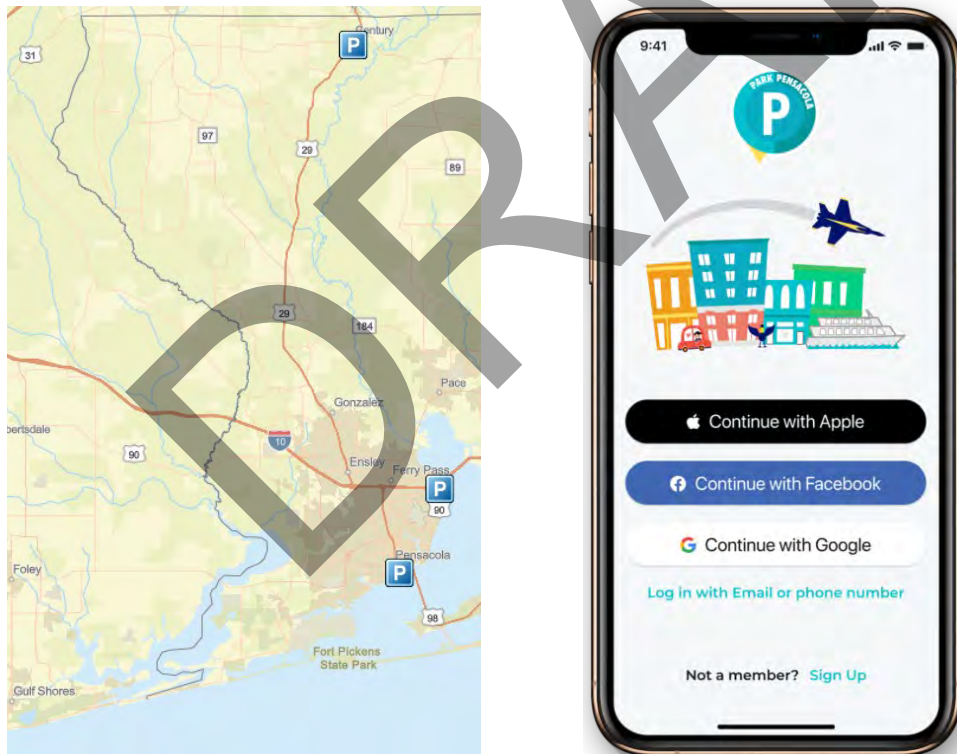 Century
P
31
97
29
89
29
184
Pace
Gonzalez
bertsdale
10
90
Ensley
Ferry Pass
P
90
Pensacola
P
Foley
98
Fort Pickens
State Park
Gulf Shores
9:41
PARK PENSACOLA
P
Continue with Apple
Continue with Facebook
Continue with Google
Log in with Email or phone number
Not a member? Sign Up
DRA